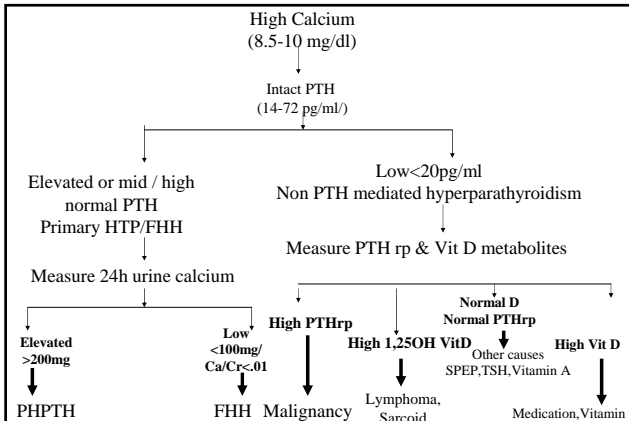 High Calcium
(8.5-10 mg/dl)
Intact PTH
(14-72 pg/ml/)
Elevated or mid / high
normal PTH
Primary HTP/FHH
Low<20pg/ml
Non PTH mediated hyperparathyroidism
Measure 24h urine calcium
Measure PTH rp & Vit D metabolites
Elevated
>200mg
PHPTH
Low
<100mg/
Ca/Cr<.01
FHH
High PTHrp
Malignancy
High 1,25OH VitD
Lymphoma,
Sarcoid
Normal D
Normal PTHrp
Other causes
SPEP,TSH,Vitamin A
High Vit D
Medication,Vitamin